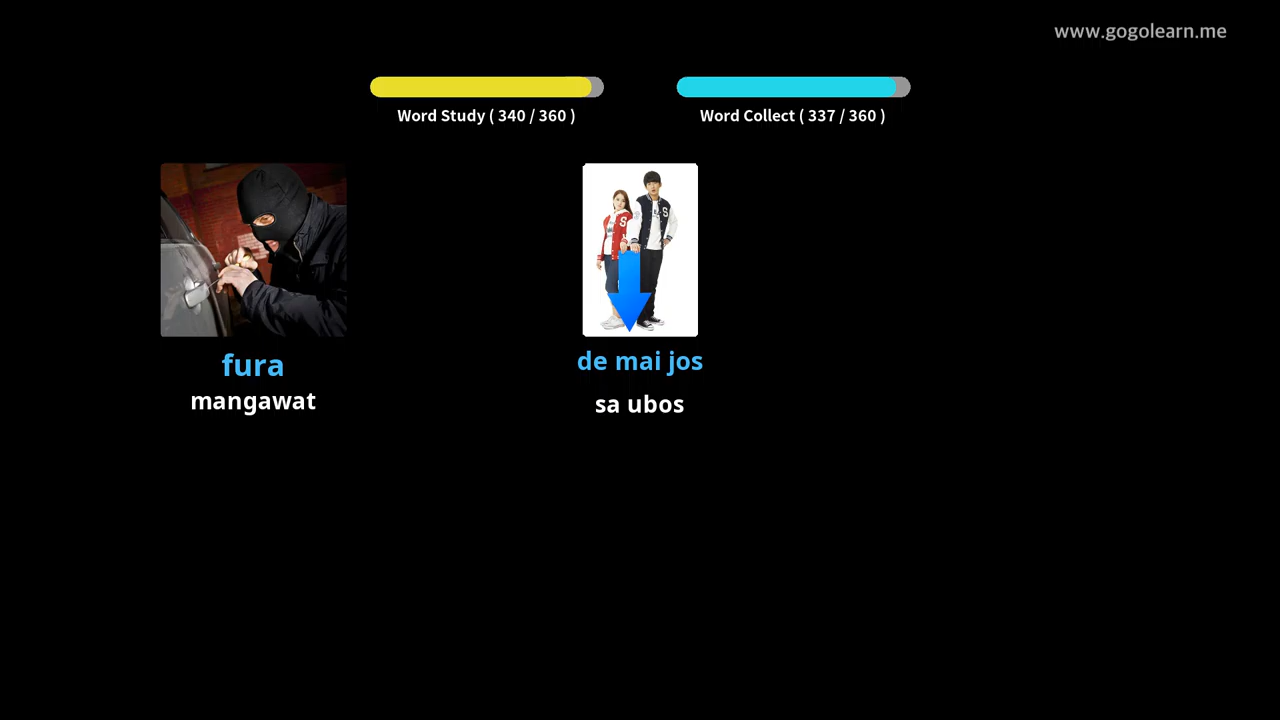 www.gogolearn.me
Word Study ( 340 / 360 )
Word Collect ( 337 / 360 )
fura
mangawat
de mai jos
sa ubos